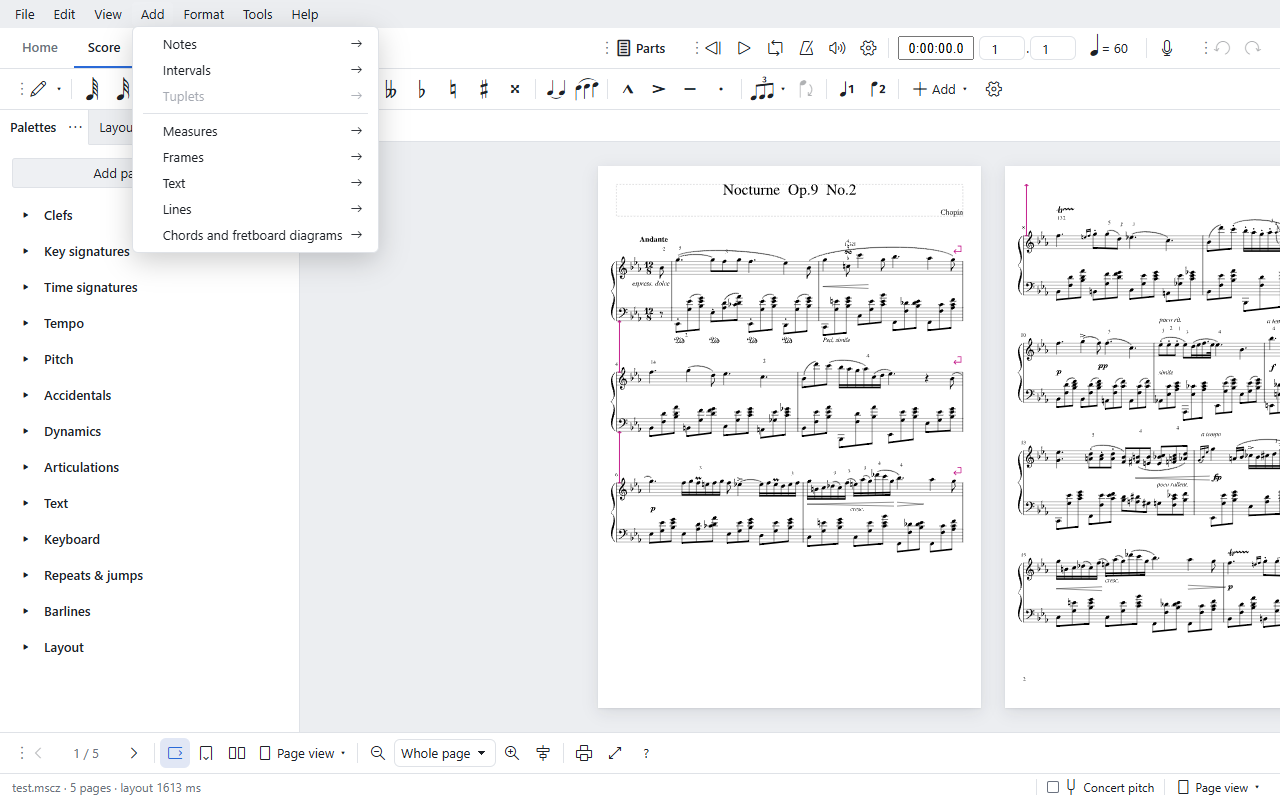 File Edit View Add Format Tools Help
Home Score
Notes
Intervals
Tuplets
Measures
Frames
Text
Lines
Chords and fretboard diagrams
Parts
0:00:00.0
1 . 1
= 60
Add
Palettes
Layou
Add pa
Clefs
Key signatures
Time signatures
Tempo
Pitch
Accidentals
Dynamics
Articulations
Text
Keyboard
Repeats & jumps
Barlines
Layout
Nocturne Op.9 No.2
Chopin
Andante
espress. dolce
Ped. simile
cresc.
poco rit.
simile
a tempo
poco rallent.
cresc.
2
1 / 5
Page view
Whole page
?
test.mscz · 5 pages · layout 1613 ms
Concert pitch
Page view